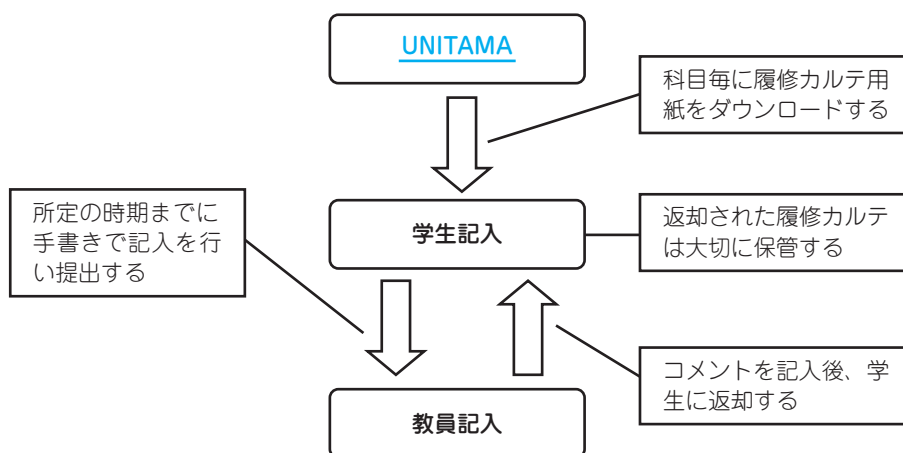 UNITAMA
科目毎に履修カルテ用
紙をダウンロードする
所定の時期までに
手書きで記入を行
い提出する
学生記入
返却された履修カルテ
は大切に保管する
コメントを記入後、学
生に返却する
教員記入